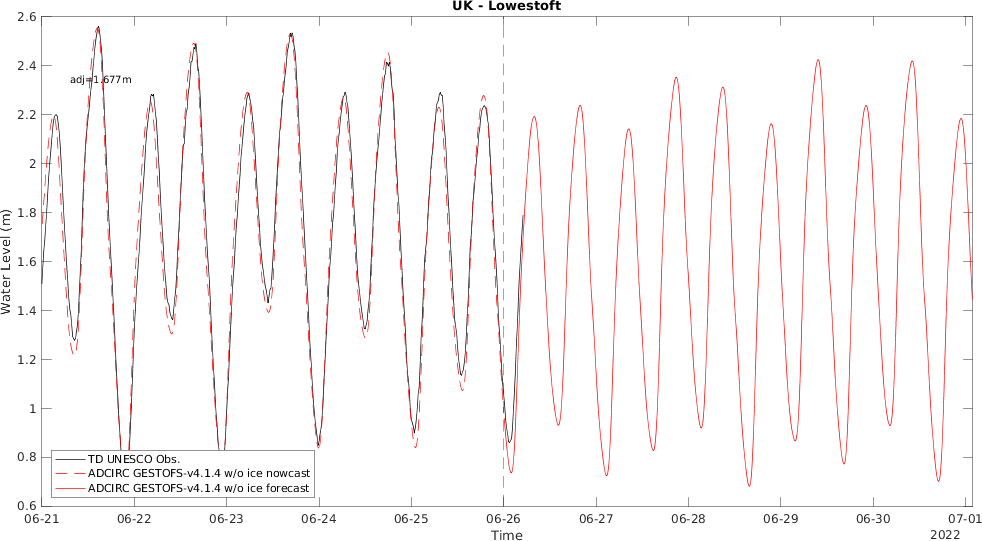 UK - Lowestoft
2.6
2.4
2.2
2
1.8
1.6
1.4
1.2
1
0.8
0.6
Water Level (m)
adj=1.677m
TD UNESCO Obs.
ADCIRC GESTOFS-v4.1.4 w/o ice nowcast
ADCIRC GESTOFS-v4.1.4 w/o ice forecast
06-21 06-22 06-23 06-24 06-25 06-26 06-27 06-28 06-29 06-30 07-01
Time
2022